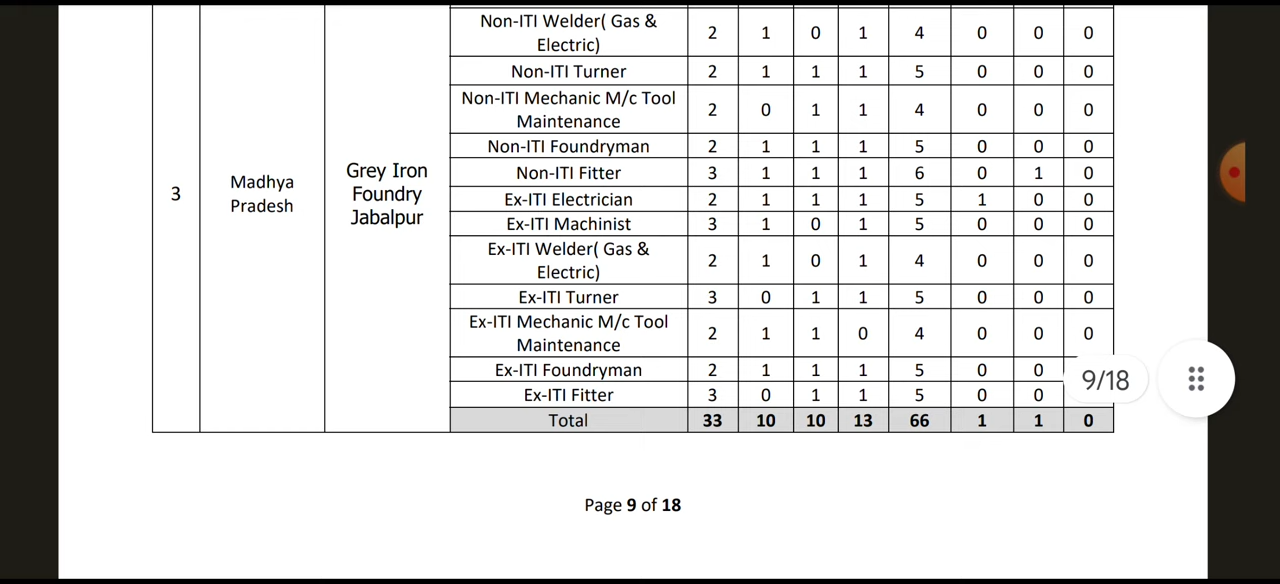 Non-ITI Welder( Gas &
Electric) 2 1 0 1 4 0 0 0
Non-ITI Turner 2 1 1 1 5 0 0 0
Non-ITI Mechanic M/c Tool
Maintenance 2 0 1 1 4 0 0 0
Non-ITI Foundryman 2 1 1 1 5 0 0 0
3
Madhya
Pradesh
Grey Iron
Foundry
Jabalpur
Non-ITI Fitter 3 1 1 1 6 0 1 0
Ex-ITI Electrician 2 1 1 1 5 1 0 0
Ex-ITI Machinist 3 1 0 1 5 0 0 0
Ex-ITI Welder( Gas &
Electric) 2 1 0 1 4 0 0 0
Ex-ITI Turner 3 0 1 1 5 0 0 0
Ex-ITI Mechanic M/c Tool
Maintenance 2 1 1 0 4 0 0 0
Ex-ITI Foundryman 2 1 1 1 5 0 0
Ex-ITI Fitter 3 0 1 1 5 0 0
9/18
Total 33 10 10 13 66 1 1 0
Page 9 of 18